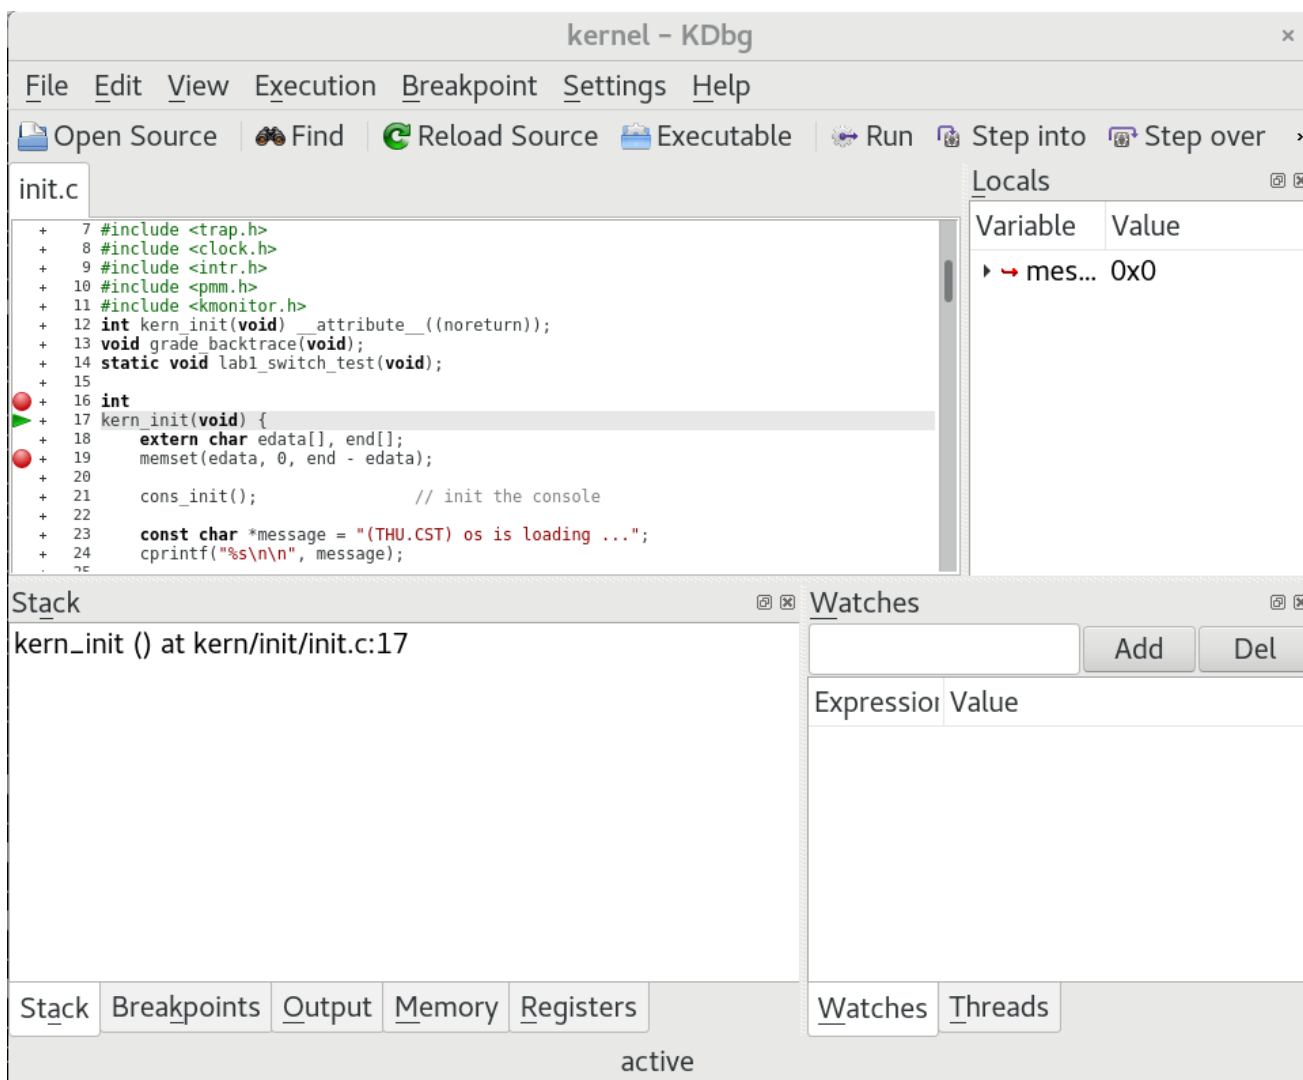 kernel – KDbg
File Edit View Execution Breakpoint Settings Help
Open Source Find Reload Source Executable Run Step into Step over
init.c
7 #include <trap.h>
8 #include <clock.h>
9 #include <intr.h>
10 #include <pmm.h>
11 #include <kmonitor.h>
12 int kern_init(void) __attribute__((noreturn));
13 void grade_backtrace(void);
14 static void lab1_switch_test(void);
15
16 int
17 kern_init(void) {
18     extern char edata[], end[];
19     memset(edata, 0, end - edata);
20
21     cons_init();                // init the console
22
23     const char *message = "(THU.CST) os is loading ...";
24     cprintf("%s\n\n", message);
25
Locals
Variable Value
mes... 0x0
Stack
kern_init () at kern/init/init.c:17
Watches
Add Del
Expression Value
Stack Breakpoints Output Memory Registers
Watches Threads
active